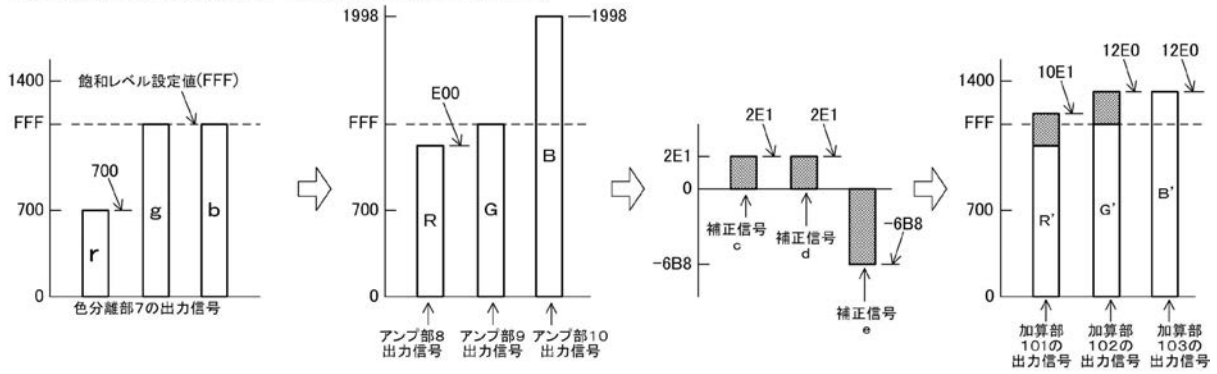 1400
FFF
700
0
飽和レベル設定値(FFF)
700
r
g
b
色分離部7の出力信号
1998
FFF
700
0
1998
E00
R
G
B
アンプ部8
出力信号
アンプ部9
出力信号
アンプ部10
出力信号
2E1
0
-6B8
2E1
2E1
補正信号
c
補正信号
d
補正信号
e
-6B8
1400
FFF
700
0
10E1
12E0
12E0
R'
G'
B'
加算部
101の
出力信号
加算部
102の
出力信号
加算部
103の
出力信号